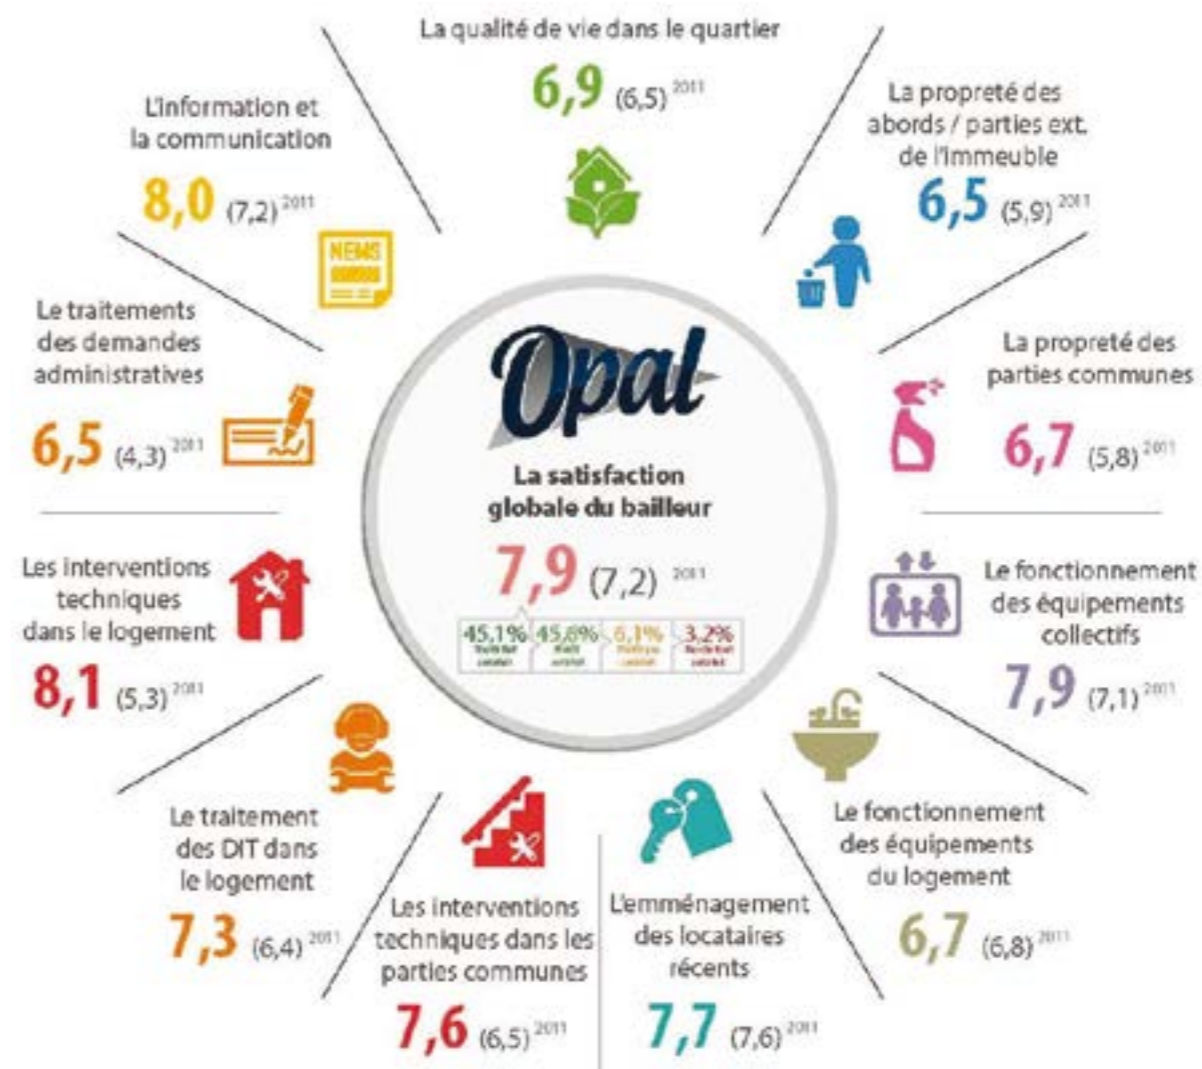 La qualité de vie dans le quartier
6,9 (6,5) 2011
La propreté des
abords / parties ext.
de l'immeuble
6,5 (5,9) 2011
La propreté des
parties communes
6,7 (5,8) 2011
Le fonctionnement
des équipements
collectifs
7,9 (7,1) 2011
Le fonctionnement
des équipements
du logement
6,7 (6,8) 2011
L'emménagement
des locataires
récents
7,7 (7,6) 2011
Les interventions
techniques dans les
parties communes
7,6 (6,5) 2011
Le traitement
des DIT dans
le logement
7,3 (6,4) 2011
Les interventions
techniques
dans le logement
8,1 (5,3) 2011
Le traitements
des demandes
administratives
6,5 (4,3) 2011
L'information et
la communication
8,0 (7,2) 2011
NEWS
Opal
La satisfaction
globale du bailleur
7,9 (7,2) 2011
45,1% 45,6% 6,1% 3,2%